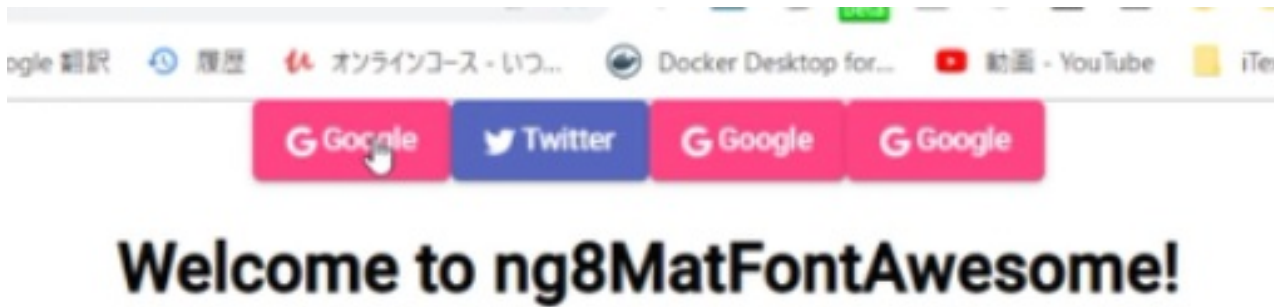 Beta
ogle 翻訳 履歴 オンラインコース - いつ... Docker Desktop for... 動画 - YouTube iTe
Google Twitter Google Google
Welcome to ng8MatFontAwesome!